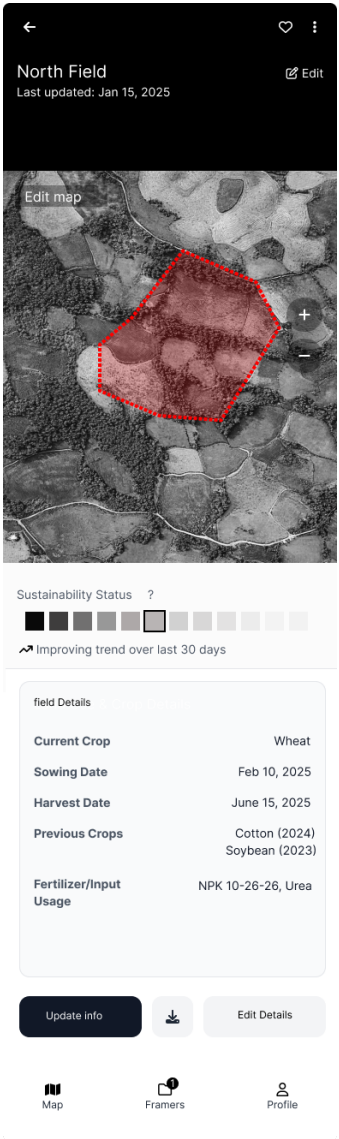 North Field
Edit
Last updated: Jan 15, 2025
Edit map
+
−
Sustainability Status ?
Improving trend over last 30 days
field Details
Current Crop Wheat
Sowing Date Feb 10, 2025
Harvest Date June 15, 2025
Previous Crops Cotton (2024)
Soybean (2023)
Fertilizer/Input NPK 10-26-26, Urea
Usage
Update info
Edit Details
1
Map
Framers
Profile